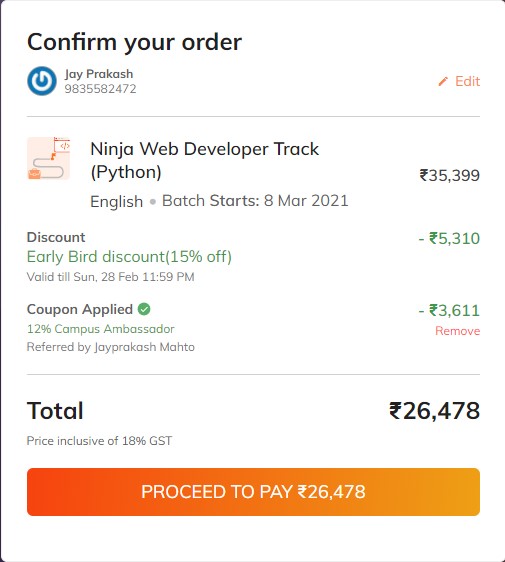 Confirm your order
Jay Prakash
9835582472
Edit
Ninja Web Developer Track
(Python)
₹35,399
English • Batch Starts: 8 Mar 2021
Discount
- ₹5,310
Early Bird discount(15% off)
Valid till Sun, 28 Feb 11:59 PM
Coupon Applied
- ₹3,611
12% Campus Ambassador
Remove
Referred by Jayprakash Mahto
Total
₹26,478
Price inclusive of 18% GST
PROCEED TO PAY ₹26,478